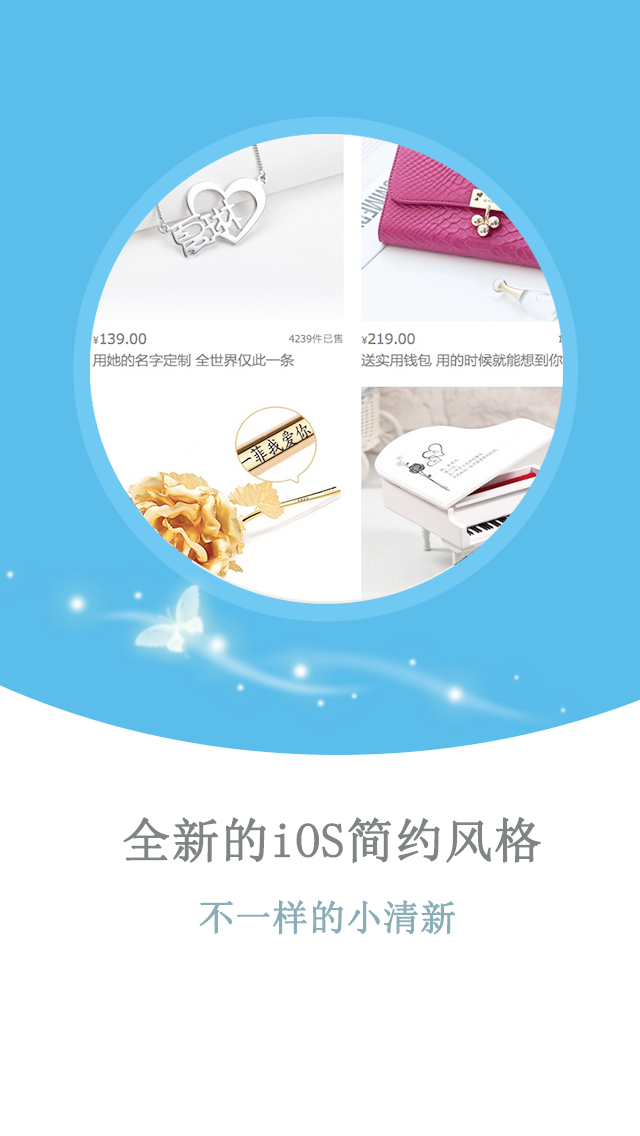 ¥139.00
4239件已售
用她的名字定制 全世界仅此一条
¥219.00
送实用钱包 用的时候就能想到你
一菲我爱你
全新的iOS简约风格
不一样的小清新